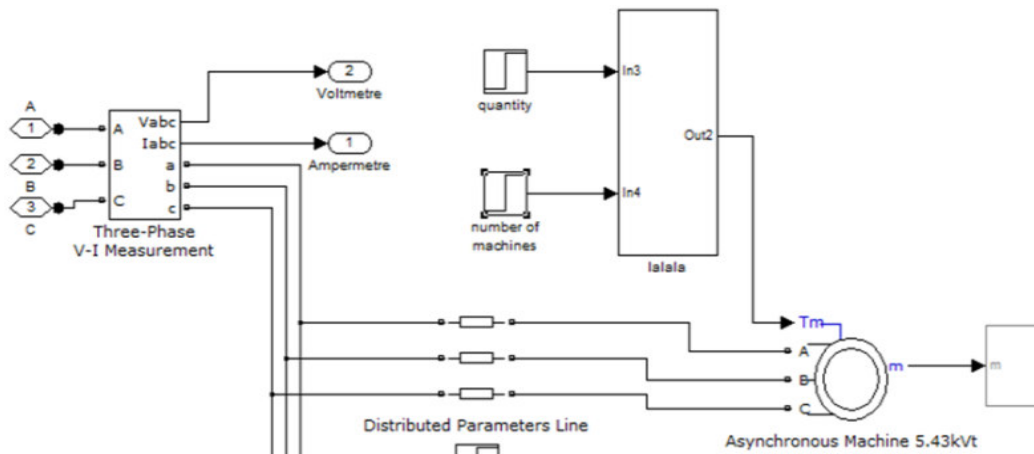 A
1
2
B
3
C
A
B
C
Vabc
Iabc
a
b
c
Three-Phase
V-I Measurement
2
Voltmetre
1
Ampermetre
quantity
number of
machines
In3
In4
Out2
lalala
Distributed Parameters Line
Tm
A
B
C
m
m
Asynchronous Machine 5.43kVt